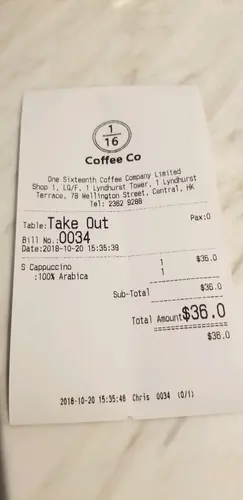 1
16
Coffee Co
One Sixteenth Coffee Company Limited
Shop 1, LG/F, 1 Lyndhurst Tower, 1 Lyndhurst
Terrace, 78 Wellington Street, Central, HK
Tel: 2362 9288
Table:Take Out Pax:0
Bill No.:0034
Date:2018-10-20 15:35:39
S Cappuccino 1 $36.0
:100% Arabica 1
Sub-Total $36.0
Total Amount$36.0
$36.0
2018-10-20 15:35:48 Chris 0034 (0/1)